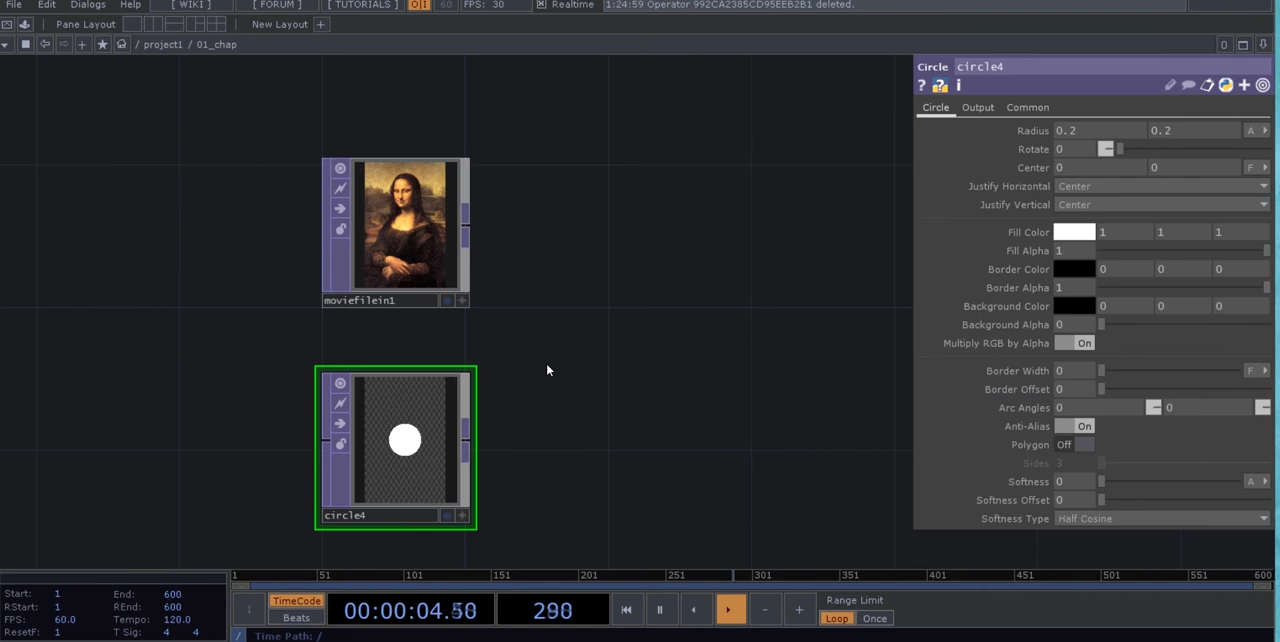 File Edit Dialogs Help [ WIKI ] [ FORUM ] [ TUTORIALS ] O|I 60 FPS: 30 Realtime 1:24:59 Operator 992CA2385CD95EEB2B1 deleted.
Pane Layout New Layout +
/ project1 / 01_chap 0
Circle circle4
? ? i
Circle Output Common
Radius 0.2 0.2 A
Rotate 0
Center 0 0 F
Justify Horizontal Center
Justify Vertical Center
Fill Color 1 1 1
Fill Alpha 1
Border Color 0 0 0
Border Alpha 1
Background Color 0 0 0
Background Alpha 0
Multiply RGB by Alpha On
Border Width 0 F
Border Offset 0
Arc Angles 0 0
Anti-Alias On
Polygon Off
Sides 3
Softness 0 A
Softness Offset 0
Softness Type Half Cosine
moviefilein1
circle4
1 51 101 151 201 251 301 351 401 451 501 551 600
Start: 1 End: 600
RStart: 1 REnd: 600
FPS: 60.0 Tempo: 120.0
ResetF: 1 T Sig: 4 4
TimeCode
Beats
00:00:04.
Range Limit
Loop Once
/ Time Path: /